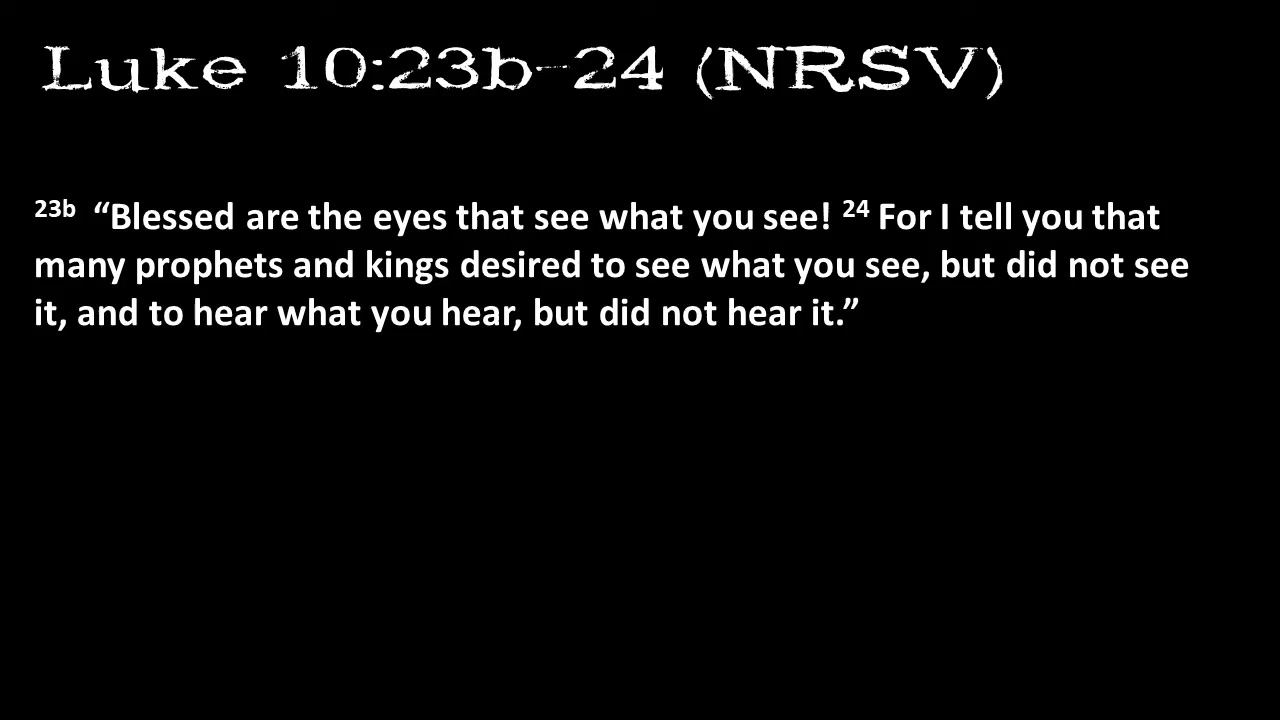 Luke 10:23b-24 (NRSV)
23b “Blessed are the eyes that see what you see! 24 For I tell you that
many prophets and kings desired to see what you see, but did not see
it, and to hear what you hear, but did not hear it.”